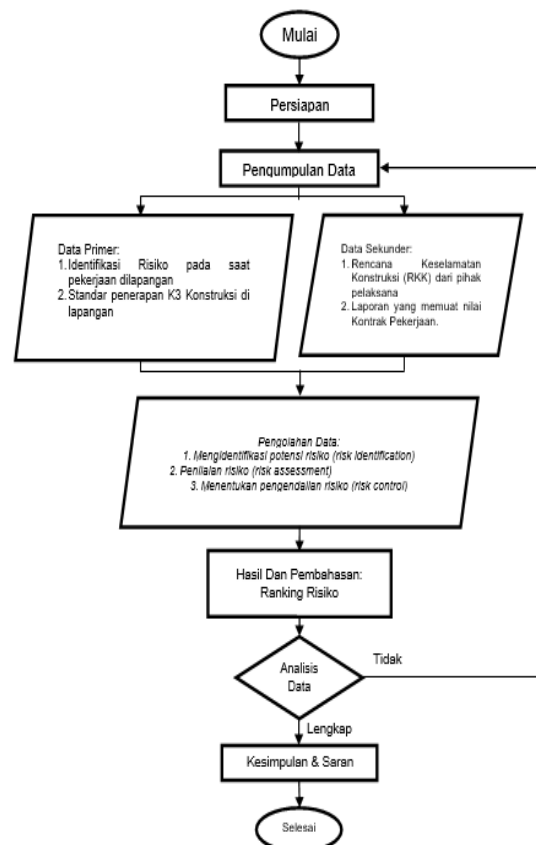 Mulai
Persiapan
Pengumpulan Data
Data Primer:
1. Identifikasi Risiko pada saat
pekerjaan dilapangan
2. Standar penerapan K3 Konstruksi di
lapangan
Data Sekunder:
1. Rencana Keselamatan
Konstruksi (RKK) dari pihak
pelaksana
2. Laporan yang memuat nilai
Kontrak Pekerjaan.
Pengolahan Data:
1. Mengidentifikasi potensi risiko (risk identification)
2. Penilaian risiko (risk assessment)
3. Menentukan pengendalian risiko (risk control)
Hasil Dan Pembahasan:
Ranking Risiko
Analisis
Data
Tidak
Lengkap
Kesimpulan & Saran
Selesai